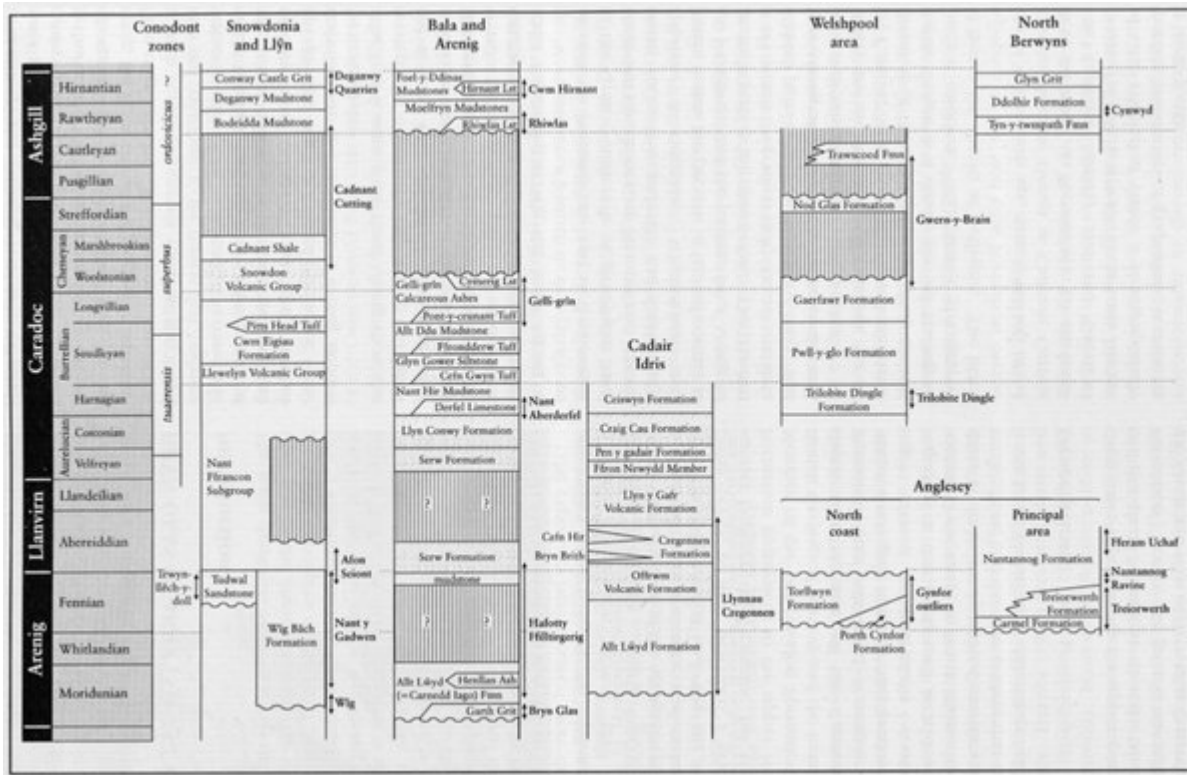 Conodont
zones
Snowdonia
and Llŷn
Bala and
Arenig
Welshpool
area
North
Berwyns
Ashgill
Hirnantian
Rawtheyan
Cautleyan
Pusgillian
Caradoc
Streffordian
Cheneyan
Marshbrookian
Woolstonian
Burrellian
Longvillian
Soudleyan
Harnagian
Aurelucian
Costonian
Velfreyan
Llanvirn
Llandeilian
Abereiddian
Arenig
Fennian
Whitlandian
Moridunian
?
ordovicicus
superbus
tvaerensis
Trwyn-
llêch-y-
doll
Conway Castle Grit
Deganwy Mudstone
Bodeidda Mudstone
Cadnant Shale
Snowdon
Volcanic Group
Pitts Head Tuff
Cwm Eigiau
Formation
Llewelyn Volcanic Group
Nant
Ffrancon
Subgroup
Tudwal
Sandstone
Wig Bâch
Formation
Deganwy
Quarries
Cadnant
Cutting
Afon
Seiont
Nant y
Gadwen
Wig
Foel-y-Ddinas
Mudstones
Hirnant Lst
Moelfryn Mudstones
Rhiwlas Lst
Gelli-grîn
Calcareous Ashes
Cymerig Lst
Pont-y-ceunant Tuff
Allt Ddu Mudstone
Ffrondderw Tuff
Glyn Gower Siltstone
Cefn Gwyn Tuff
Nant Hir Mudstone
Derfel Limestone
Llyn Conwy Formation
Serw Formation
? ?
Serw Formation
mudstone
Allt Lŵyd
(=Carnedd Iago) Fmn
Henllan Ash
Garth Grit
Cwm Hirnant
Rhiwlas
Gelli-grîn
Nant
Aberderfel
Hafotty
Ffilltirgerig
Bryn Glas
Cadair
Idris
Ceiswyn Formation
Craig Cau Formation
Pen y gadair Formation
Ffron Newydd Member
Llyn y Gafr
Volcanic Formation
Cefn Hir
Bryn Brith
Cregennen
Formation
Offrwm
Volcanic Formation
Allt Lŵyd Formation
Llynnau
Cregennen
Trawscoed Fmn
Nod Glas Formation
Gaerfawr Formation
Pwll-y-glo Formation
Trilobite Dingle
Formation
Gwern-y-Brain
Trilobite Dingle
Glyn Grit
Ddolhir Formation
Tyn-y-twmpath Fmn
Cynwyd
Anglesey
North
coast
Principal
area
Torllwyn
Formation
Porth Cynfor
Formation
Gynfor
outliers
Nantannog Formation
Treiorwerth
Formation
Carmel Formation
Heram Uchaf
Nantannog
Ravine
Treiorwerth